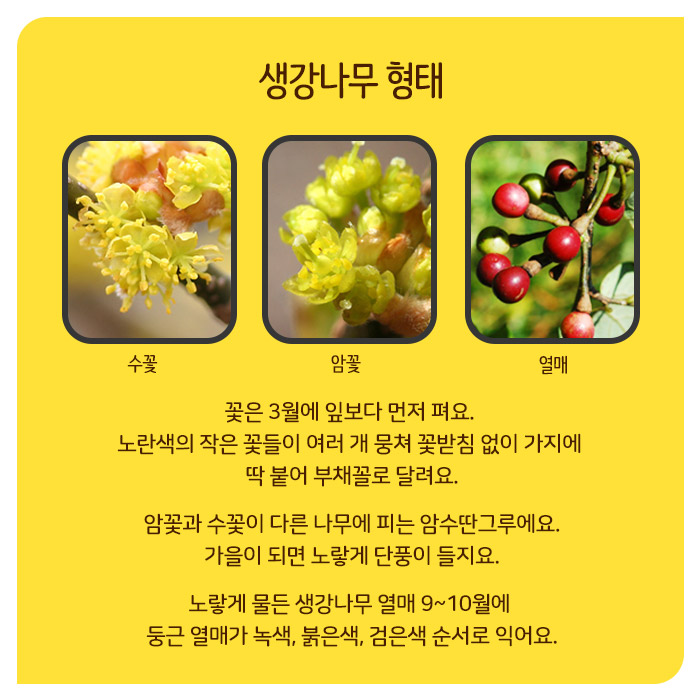 생강나무 형태
수꽃
암꽃
열매
꽃은 3월에 잎보다 먼저 펴요.
노란색의 작은 꽃들이 여러 개 뭉쳐 꽃받침 없이 가지에
딱 붙어 부채꼴로 달려요.
암꽃과 수꽃이 다른 나무에 피는 암수딴그루에요.
가을이 되면 노랗게 단풍이 들지요.
노랗게 물든 생강나무 열매 9~10월에
둥근 열매가 녹색, 붉은색, 검은색 순서로 익어요.